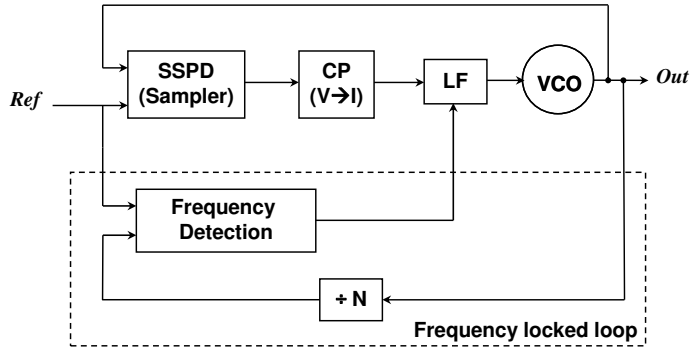 SSPD
(Sampler)
CP
(V→I)
LF
VCO
Out
Ref
Frequency
Detection
÷ N
Frequency locked loop